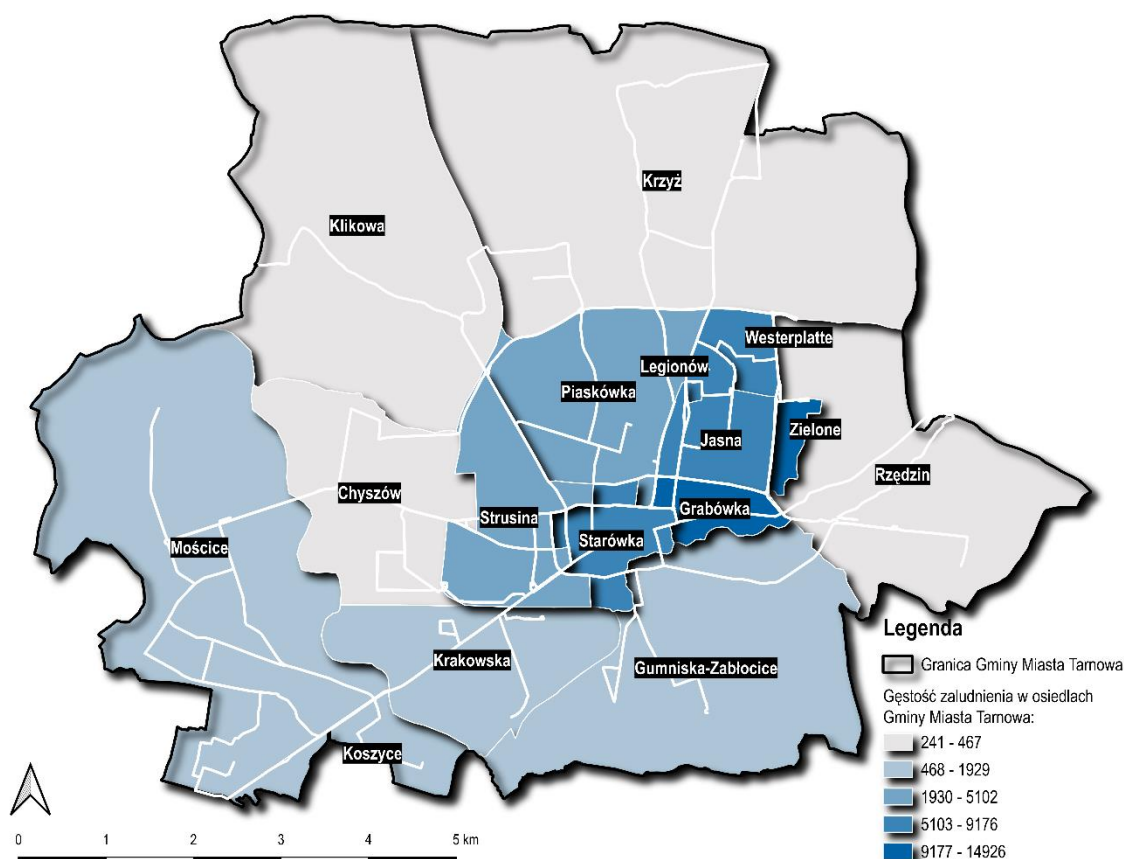 Krzyż
Klikowa
Westerplatte
Legionów
Piaskówka
Zielone
Jasna
Rzędzin
Chyszów
Grabówka
Strusina
Starówka
Mościce
Krakowska
Gumniska-Zabłocice
Koszyce
Legenda
Granica Gminy Miasta Tarnowa
Gęstość zaludnienia w osiedlach
Gminy Miasta Tarnowa:
241 - 467
468 - 1929
1930 - 5102
5103 - 9176
9177 - 14926
0 1 2 3 4 5 km